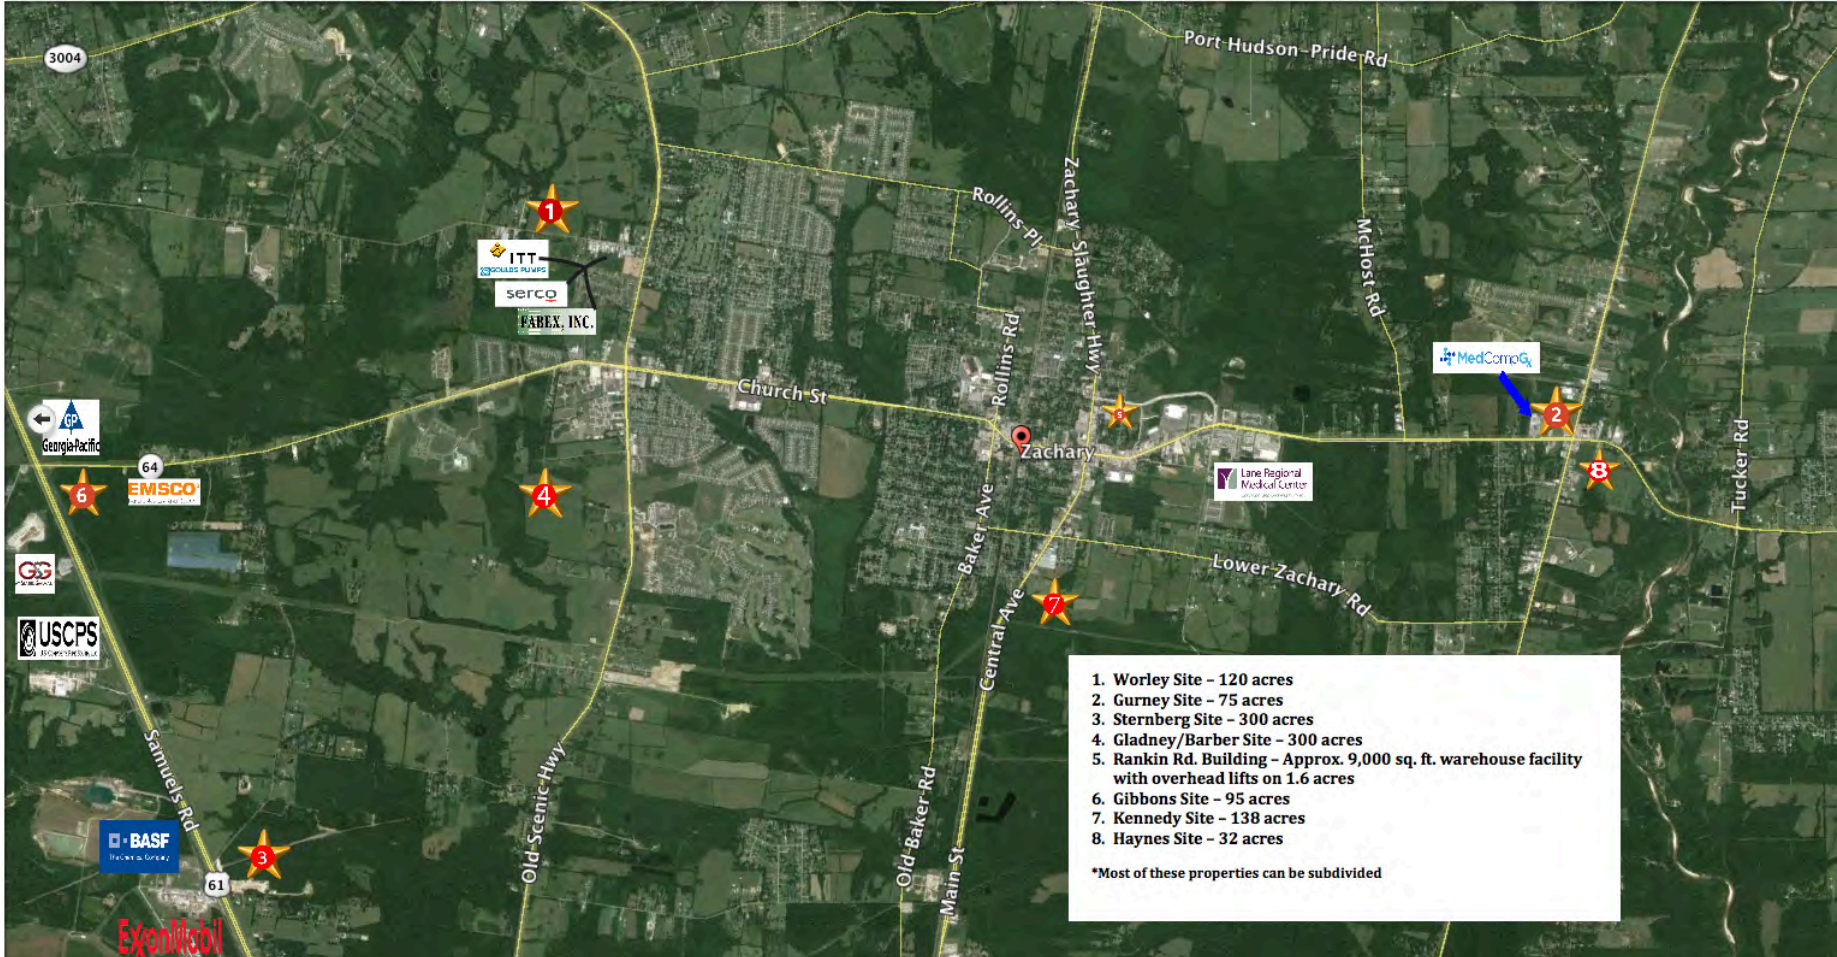 3004
Port Hudson-Pride Rd
Zachary-Slaughter Hwy
Rollins Pl
McHost Rd
1
ITT
GOULDS PUMPS
serco
FABEX, INC.
Rollins Rd
MedCompGx
Church St
5
2
GP
Georgia-Pacific
Zachary
Tucker Rd
64
6
EMSCO
4
Lane Regional
Medical Center
8
Baker Ave
GSG
Lower Zachary Rd
7
USCPS
Central Ave
Samuels Rd
Old Scenic Hwy
Old Baker Rd
Main St
BASF
The Chemical Company
3
61
ExxonMobil
1. Worley Site – 120 acres
2. Gurney Site – 75 acres
3. Sternberg Site – 300 acres
4. Gladney/Barber Site – 300 acres
5. Rankin Rd. Building – Approx. 9,000 sq. ft. warehouse facility
with overhead lifts on 1.6 acres
6. Gibbons Site – 95 acres
7. Kennedy Site – 138 acres
8. Haynes Site – 32 acres
*Most of these properties can be subdivided